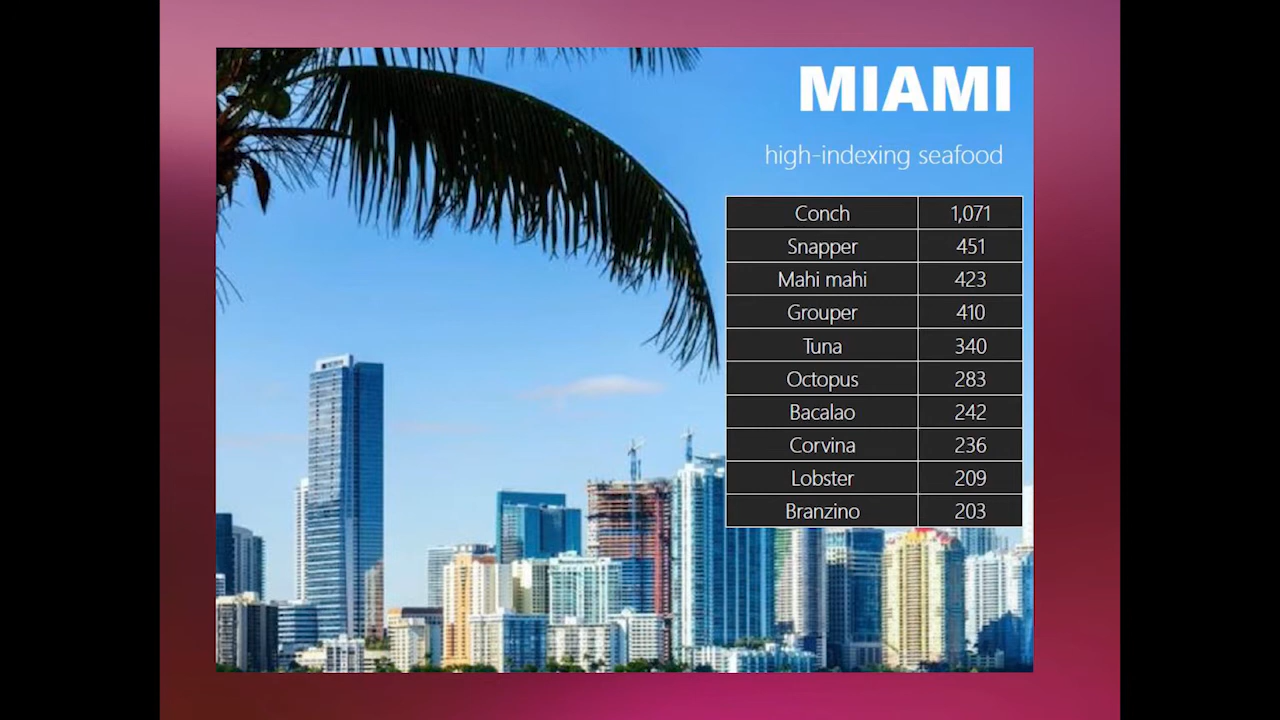 MIAMI
high-indexing seafood
Conch 1,071
Snapper 451
Mahi mahi 423
Grouper 410
Tuna 340
Octopus 283
Bacalao 242
Corvina 236
Lobster 209
Branzino 203